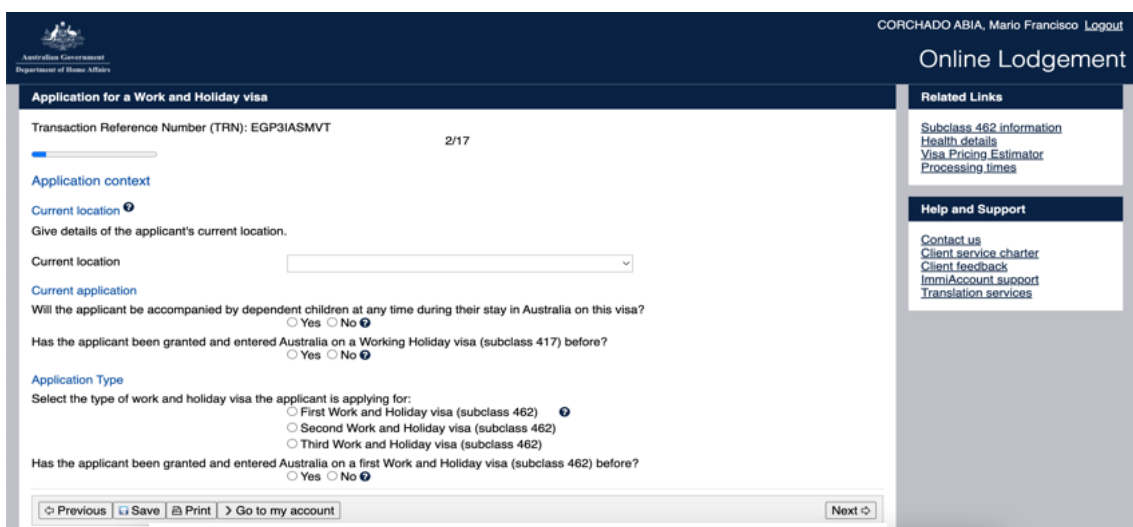 CORCHADO ABIA, Mario Francisco Logout
Australian Government
Department of Home Affairs
Online Lodgement
Application for a Work and Holiday visa
Transaction Reference Number (TRN): EGP3IASMVT
2/17
Application context
Current location
Give details of the applicant's current location.
Current location
Current application
Will the applicant be accompanied by dependent children at any time during their stay in Australia on this visa?
Yes No
Has the applicant been granted and entered Australia on a Working Holiday visa (subclass 417) before?
Yes No
Application Type
Select the type of work and holiday visa the applicant is applying for:
First Work and Holiday visa (subclass 462)
Second Work and Holiday visa (subclass 462)
Third Work and Holiday visa (subclass 462)
Has the applicant been granted and entered Australia on a first Work and Holiday visa (subclass 462) before?
Yes No
Previous Save Print Go to my account Next
Related Links
Subclass 462 information
Health details
Visa Pricing Estimator
Processing times
Help and Support
Contact us
Client service charter
Client feedback
ImmiAccount support
Translation services